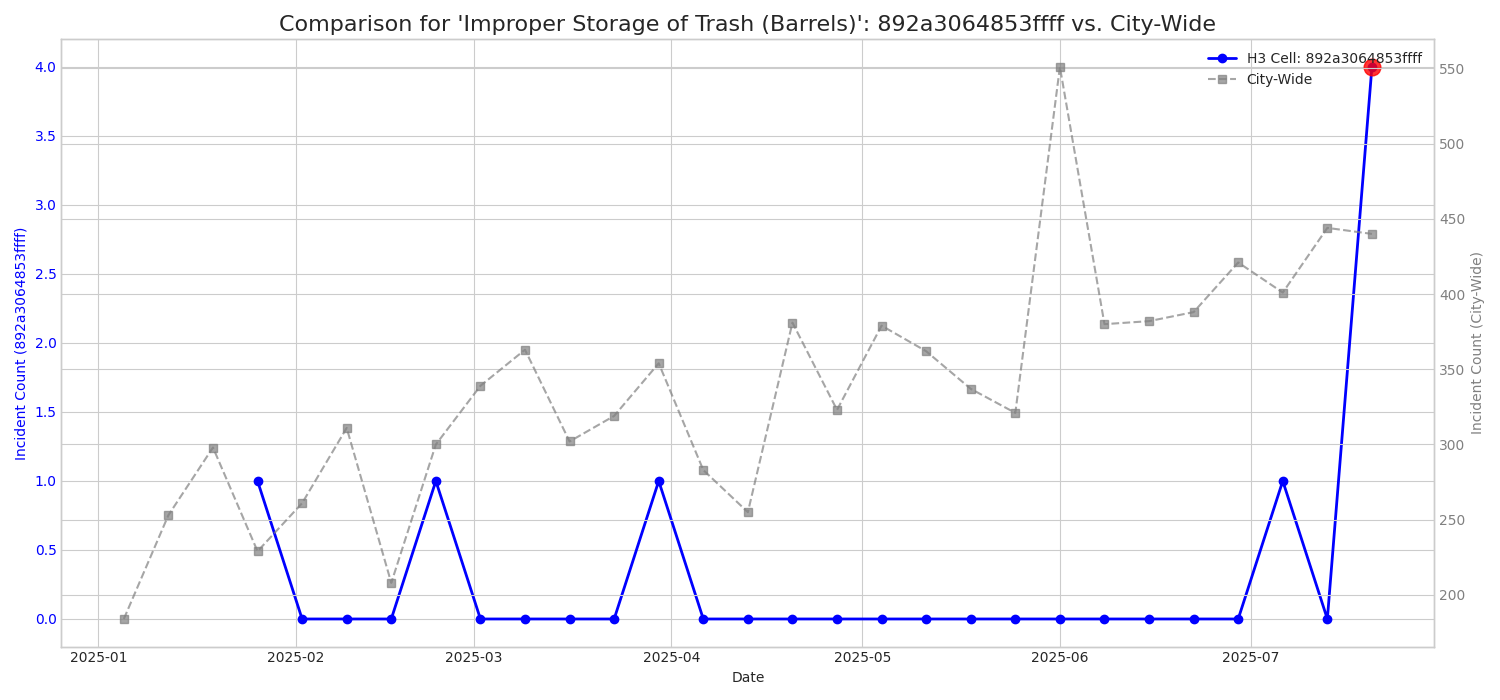 Comparison for 'Improper Storage of Trash (Barrels)': 892a3064853ffff vs. City-Wide
H3 Cell: 892a3064853ffff
City-Wide
Incident Count (892a3064853ffff)
4.0
3.5
3.0
2.5
2.0
1.5
1.0
0.5
0.0
550
500
450
400
350
300
250
200
Incident Count (City-Wide)
2025-01 2025-02 2025-03 2025-04 2025-05 2025-06 2025-07
Date